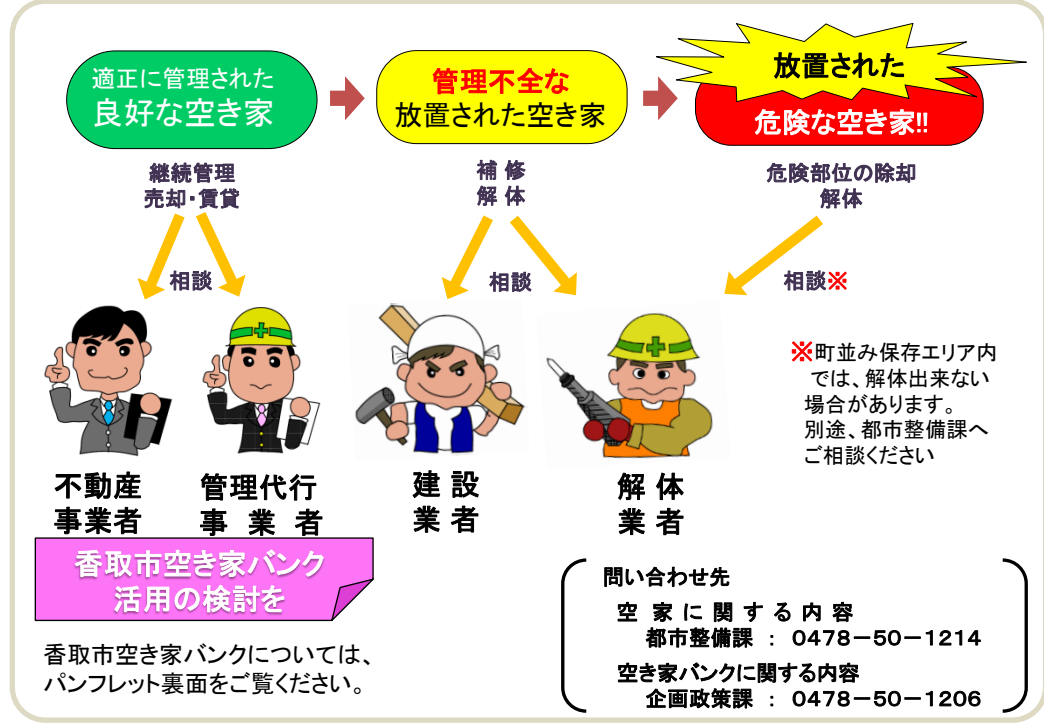 適正に管理された
良好な空き家
管理不全な
放置された空き家
放置された
危険な空き家!!
継続管理
売却・賃貸
補 修
解 体
危険部位の除却
解体
相談
相談
相談※
※町並み保存エリア内
では、解体出来ない
場合があります。
別途、都市整備課へ
ご相談ください
不動産
事業者
管理代行
事 業 者
建 設
業 者
解 体
業 者
香取市空き家バンク
活用の検討を
香取市空き家バンクについては、
パンフレット裏面をご覧ください。
問い合わせ先
空 家 に 関 す る 内 容
都市整備課 : 0478-50-1214
空き家バンクに関する内容
企画政策課 : 0478-50-1206